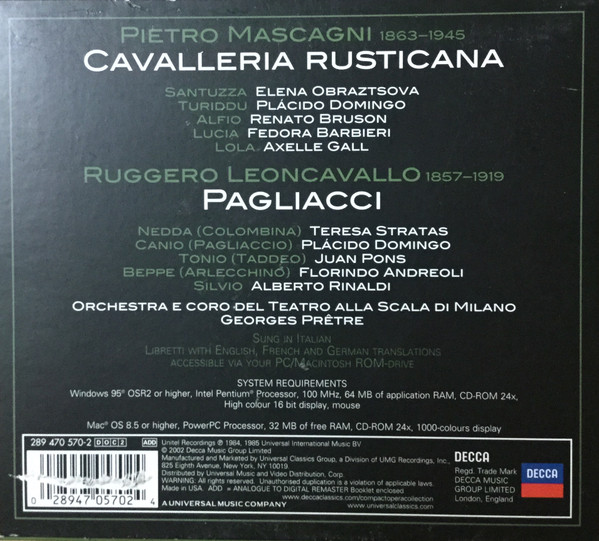 PIETRO MASCAGNI 1863–1945
CAVALLERIA RUSTICANA
SANTUZZA ELENA OBRAZTSOVA
TURIDDU PLÁCIDO DOMINGO
ALFIO RENATO BRUSON
LUCIA FEDORA BARBIERI
LOLA AXELLE GALL
RUGGERO LEONCAVALLO 1857–1919
PAGLIACCI
NEDDA (COLOMBINA) TERESA STRATAS
CANIO (PAGLIACCIO) PLÁCIDO DOMINGO
TONIO (TADDEO) JUAN PONS
BEPPE (ARLECCHINO) FLORINDO ANDREOLI
SILVIO ALBERTO RINALDI
ORCHESTRA E CORO DEL TEATRO ALLA SCALA DI MILANO
GEORGES PRÊTRE
SUNG IN ITALIAN
LIBRETTI WITH ENGLISH, FRENCH AND GERMAN TRANSLATIONS
ACCESSIBLE VIA YOUR PC/MACINTOSH ROM-DRIVE
SYSTEM REQUIREMENTS
Windows 95® OSR2 or higher, Intel Pentium® Processor, 100 MHz, 64 MB of application RAM, CD-ROM 24x,
High colour 16 bit display, mouse
Mac® OS 8.5 or higher, PowerPC Processor, 32 MB of free RAM, CD-ROM 24x, 1000-colours display
289 470 570-2 DDC2 ADD
Unitel Recordings ℗ 1984, 1985 Universal International Music BV
© 2002 Decca Music Group Limited
Manufactured and Marketed by Universal Classics Group, a Division of UMG Recordings, Inc.,
825 Eighth Avenue, New York, NY 10019.
Distributed by Universal Music and Video Distribution, Corp.
WARNING: All rights reserved. Unauthorised duplication is a violation of applicable laws.
Made in USA ADD = ANALOGUE TO DIGITAL REMASTER Booklet enclosed
www.deccaclassics.com/compactoperacollection
A UNIVERSAL MUSIC COMPANY www.universalclassics.com
0 28947 05702 4
DECCA
Regd. Trade Mark
DECCA MUSIC
GROUP LIMITED
London, England
DECCA